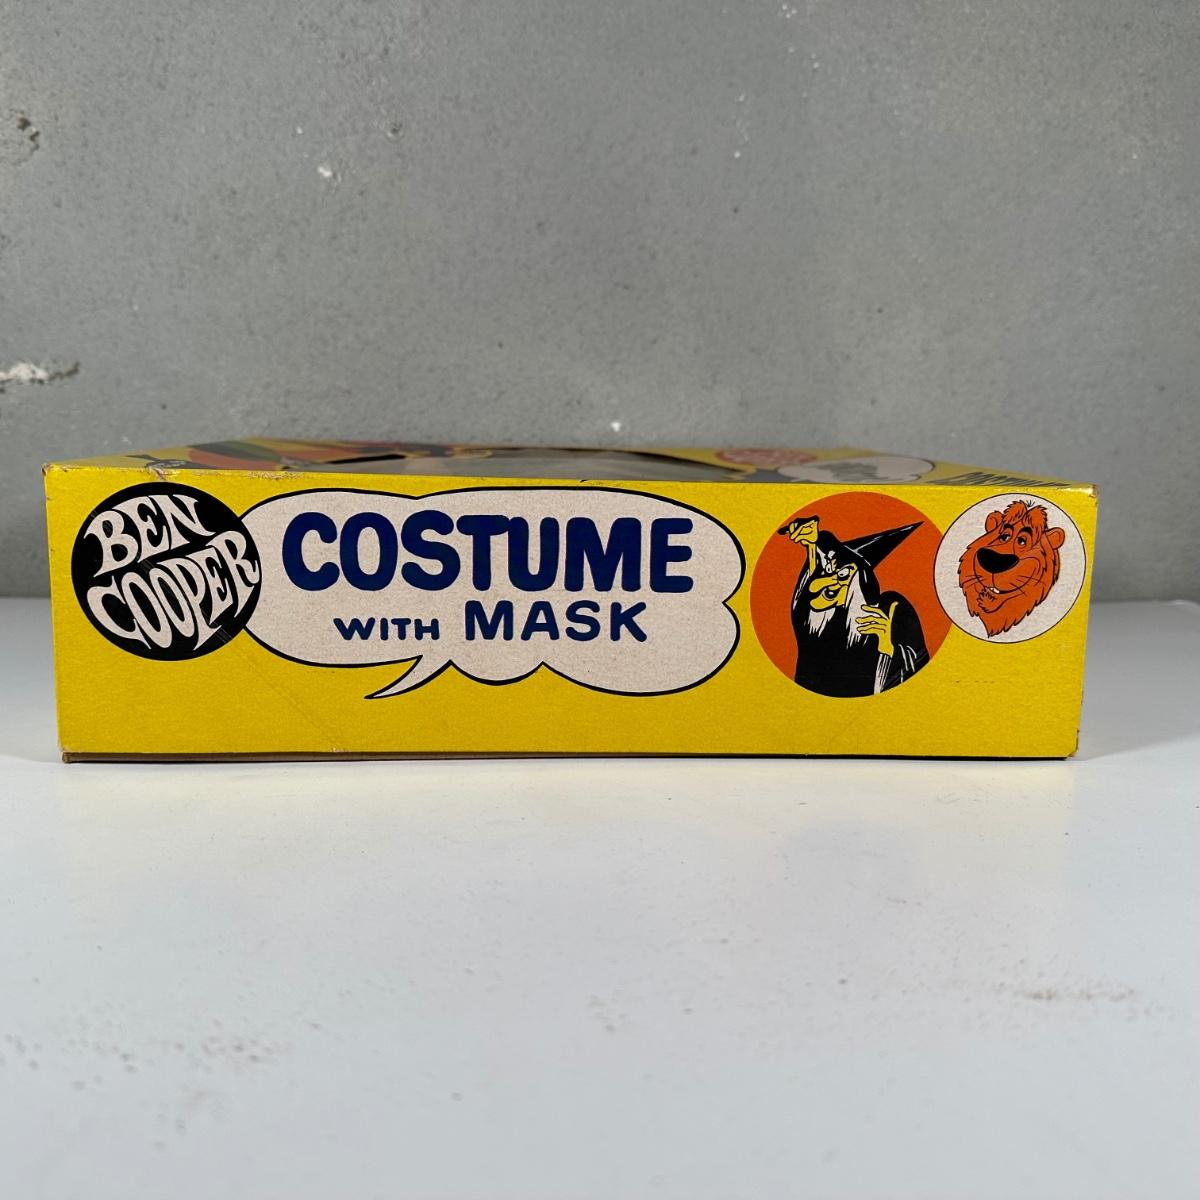 BEN
COOPER
COSTUME
WITH MASK